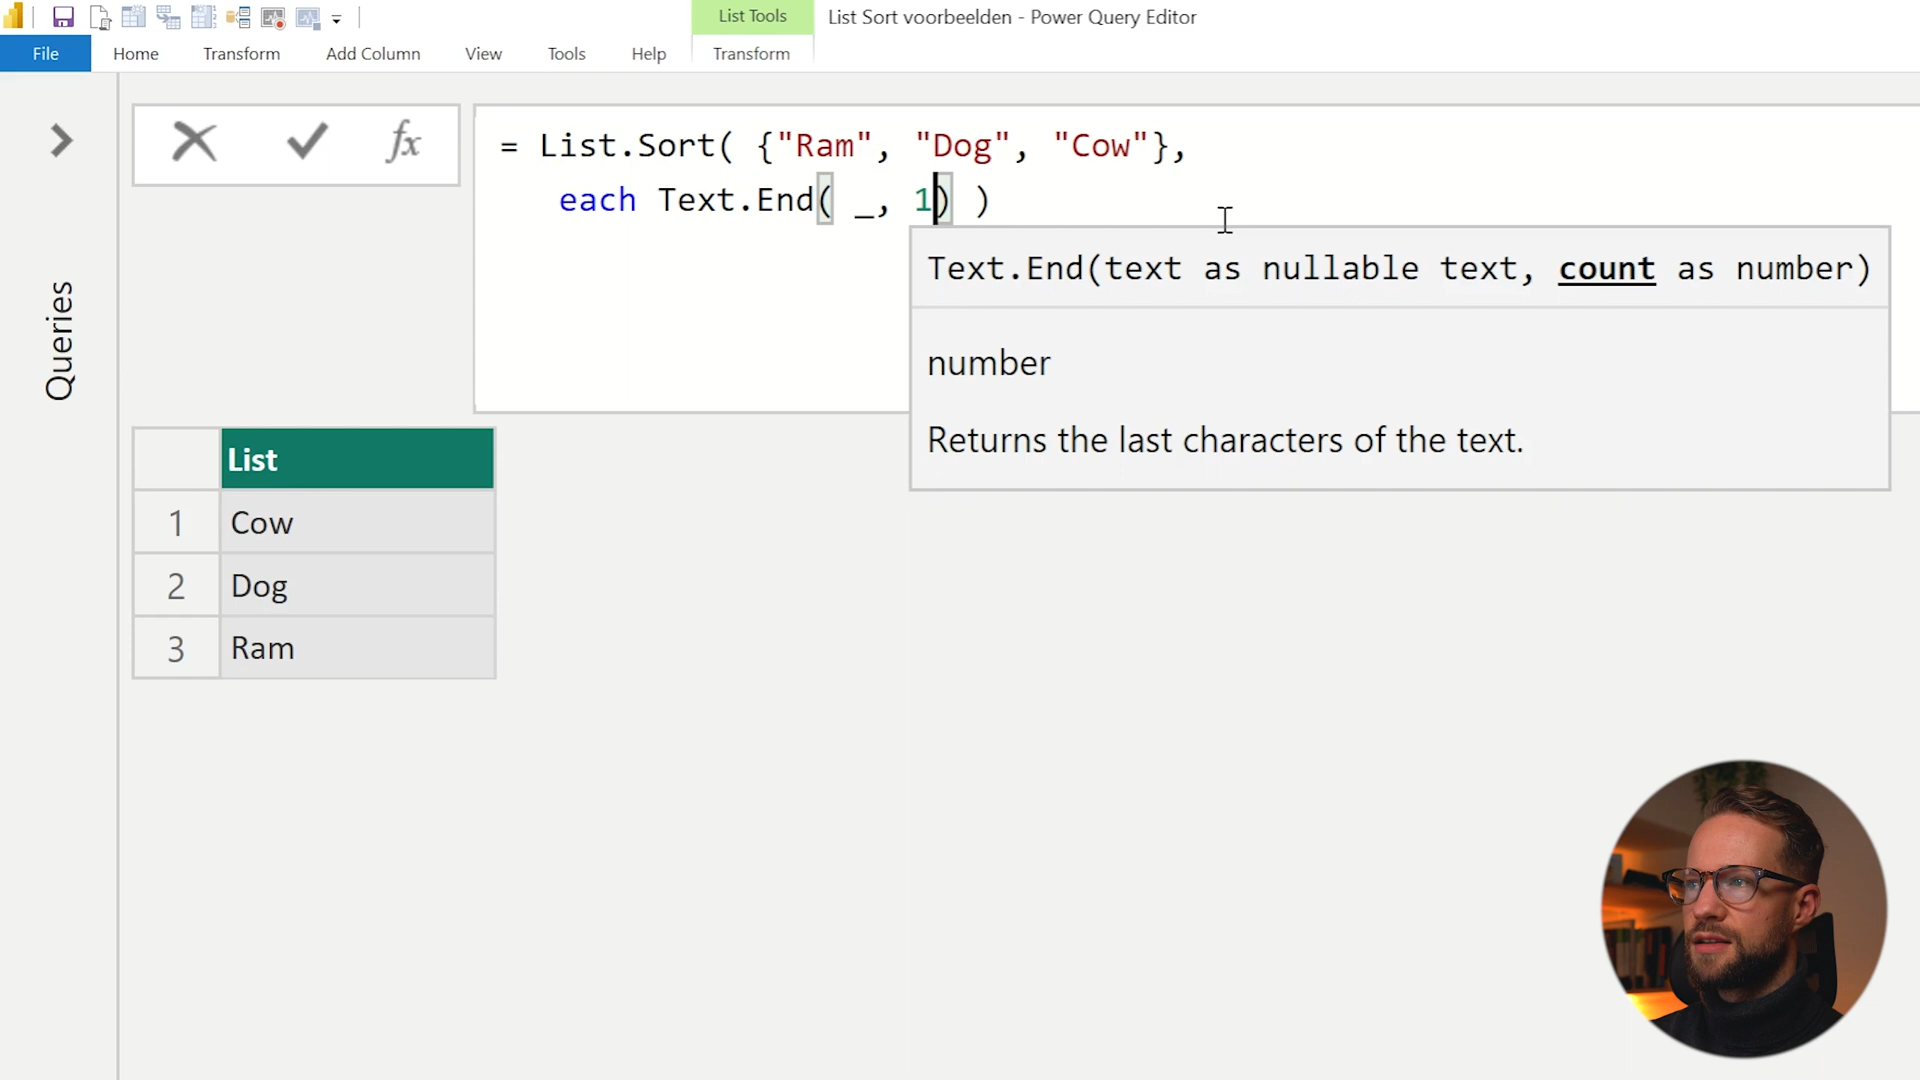 List Tools
List Sort voorbeelden - Power Query Editor
File
Home
Transform
Add Column
View
Tools
Help
Transform
fx
= List.Sort( {"Ram", "Dog", "Cow"},
each Text.End( _, 1) )
Text.End(text as nullable text, count as number)
number
Returns the last characters of the text.
Queries
List
1 Cow
2 Dog
3 Ram